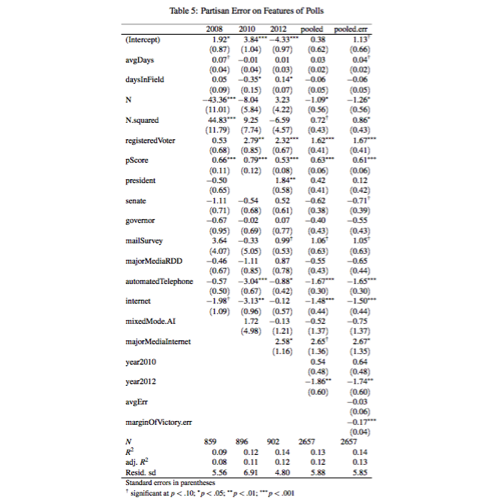 Table 5: Partisan Error on Features of Polls
2008 2010 2012 pooled pooled.err
(Intercept) 1.92* 3.84*** −4.33*** 0.38 1.13†
(0.87) (1.04) (0.97) (0.62) (0.66)
avgDays 0.07† −0.01 0.01 0.03 0.04†
(0.04) (0.04) (0.03) (0.02) (0.02)
daysInField 0.05 −0.35* 0.14* −0.06 −0.06
(0.09) (0.15) (0.07) (0.05) (0.05)
N −43.36*** −8.04 3.23 −1.09* −1.26*
(11.01) (5.84) (4.22) (0.56) (0.56)
N.squared 44.83*** 9.25 −6.59 0.72† 0.86*
(11.79) (7.74) (4.57) (0.43) (0.43)
registeredVoter 0.53 2.79** 2.32*** 1.62*** 1.67***
(0.68) (0.85) (0.67) (0.41) (0.41)
pScore 0.66*** 0.79*** 0.53*** 0.63*** 0.61***
(0.11) (0.12) (0.08) (0.06) (0.06)
president −0.50 1.84** 0.42 0.12
(0.65) (0.58) (0.41) (0.42)
senate −1.11 −0.54 0.52 −0.62 −0.71†
(0.71) (0.68) (0.61) (0.38) (0.39)
governor −0.67 −0.02 0.07 −0.40 −0.55
(0.95) (0.69) (0.77) (0.43) (0.43)
mailSurvey 3.64 −0.33 0.99† 1.06† 1.05†
(4.07) (5.05) (0.53) (0.63) (0.63)
majorMediaRDD −0.46 −1.11 0.87 −0.55 −0.65
(0.67) (0.85) (0.78) (0.43) (0.44)
automatedTelephone −0.57 −3.04*** −0.88* −1.67*** −1.65***
(0.50) (0.67) (0.42) (0.30) (0.30)
internet −1.98† −3.13** −0.12 −1.48*** −1.50***
(1.09) (0.96) (0.57) (0.44) (0.44)
mixedMode.AI 1.72 −0.13 −0.52 −0.75
(4.98) (1.21) (1.37) (1.37)
majorMediaInternet 2.58* 2.65† 2.67*
(1.16) (1.36) (1.35)
year2010 0.54 0.64
(0.48) (0.48)
year2012 −1.86** −1.74**
(0.60) (0.60)
avgErr −0.03
(0.06)
marginOfVictory.err −0.17***
(0.04)
N 859 896 902 2657 2657
R² 0.09 0.12 0.14 0.13 0.14
adj. R² 0.08 0.11 0.12 0.12 0.13
Resid. sd 5.56 6.91 4.80 5.88 5.85
Standard errors in parentheses
† significant at p < .10; *p < .05; **p < .01; ***p < .001